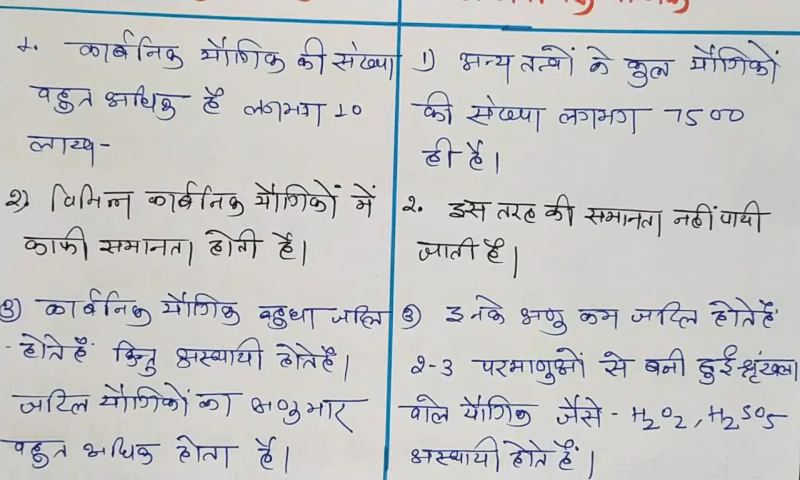 1. कार्बनिक यौगिक की संख्या
बहुत अधिक है लगभग 10
लाख-
2) विभिन्न कार्बनिक यौगिकों में
काफी समानता होती है।
3) कार्बनिक यौगिक बहुधा जटिल
होते हैं किंतु अस्थायी होते हैं।
जटिल यौगिकों का अणुभार
बहुत अधिक होता है।
1) अन्य तत्वों के कुल यौगिकों
की संख्या लगभग 7500
ही है।
2. इस तरह की समानता नहीं पायी
जाती है।
3) इनके अणु कम जटिल होते हैं
2-3 परमाणुओं से बनी हुई श्रृंखला
वाले यौगिक जैसे - H2O2, H2SO5
अस्थायी होते हैं।